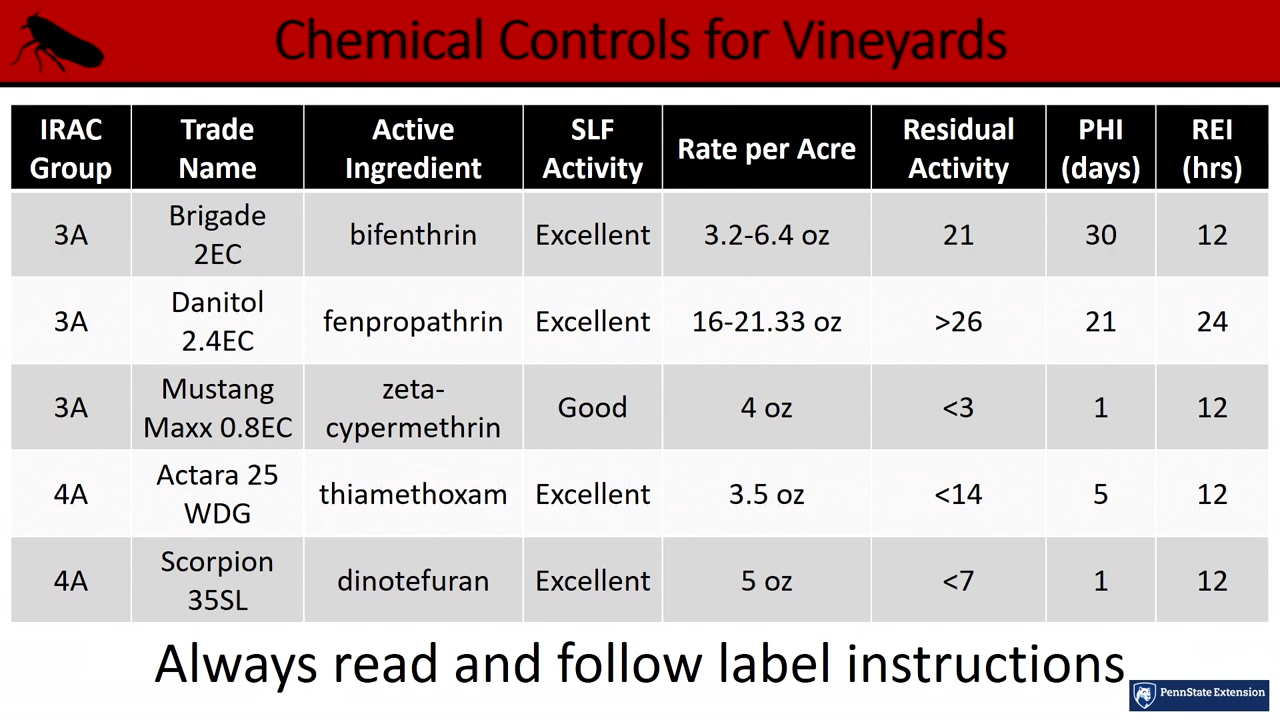 Chemical Controls for Vineyards
IRAC Group | Trade Name | Active Ingredient | SLF Activity | Rate per Acre | Residual Activity | PHI (days) | REI (hrs)
3A | Brigade 2EC | bifenthrin | Excellent | 3.2-6.4 oz | 21 | 30 | 12
3A | Danitol 2.4EC | fenpropathrin | Excellent | 16-21.33 oz | >26 | 21 | 24
3A | Mustang Maxx 0.8EC | zeta-cypermethrin | Good | 4 oz | <3 | 1 | 12
4A | Actara 25 WDG | thiamethoxam | Excellent | 3.5 oz | <14 | 5 | 12
4A | Scorpion 35SL | dinotefuran | Excellent | 5 oz | <7 | 1 | 12
Always read and follow label instructions
PennState Extension